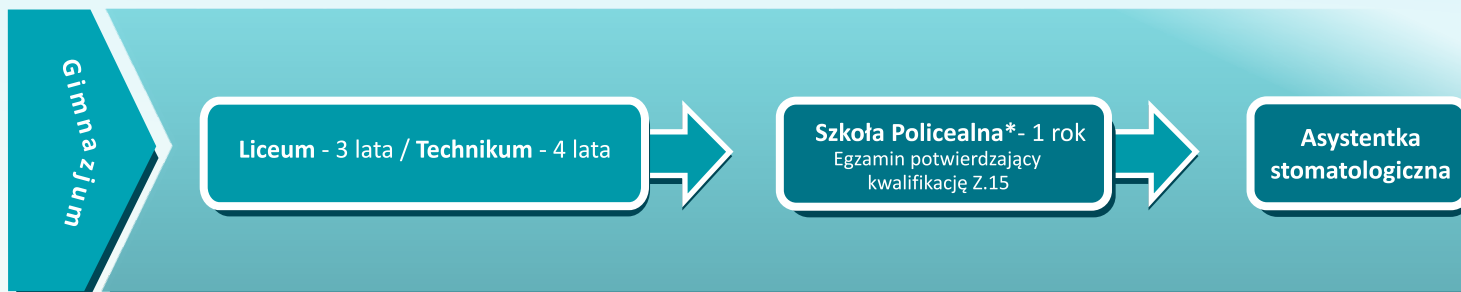 Gimnazjum
Liceum - 3 lata / Technikum - 4 lata
Szkoła Policealna*- 1 rok
Egzamin potwierdzający
kwalifikację Z.15
Asystentka
stomatologiczna